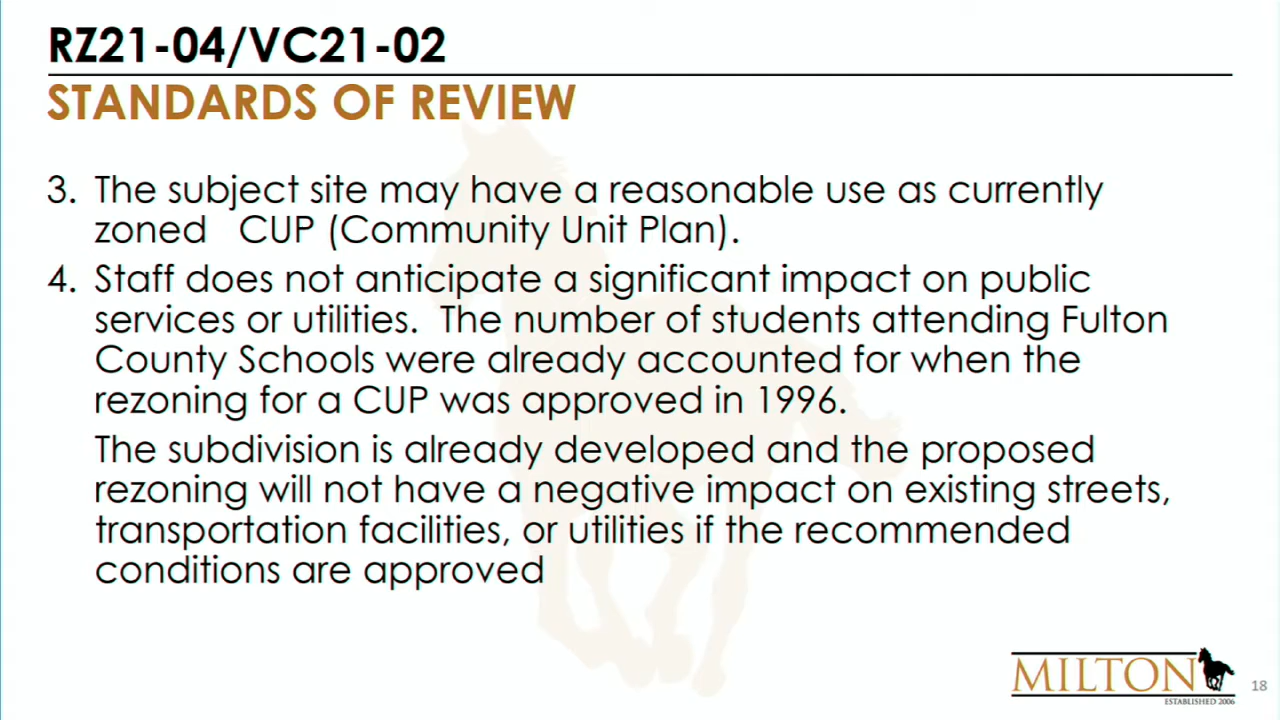 RZ21-04/VC21-02
STANDARDS OF REVIEW
3. The subject site may have a reasonable use as currently
zoned CUP (Community Unit Plan).
4. Staff does not anticipate a significant impact on public
services or utilities. The number of students attending Fulton
County Schools were already accounted for when the
rezoning for a CUP was approved in 1996.
The subdivision is already developed and the proposed
rezoning will not have a negative impact on existing streets,
transportation facilities, or utilities if the recommended
conditions are approved
MILTON
ESTABLISHED 2006
18